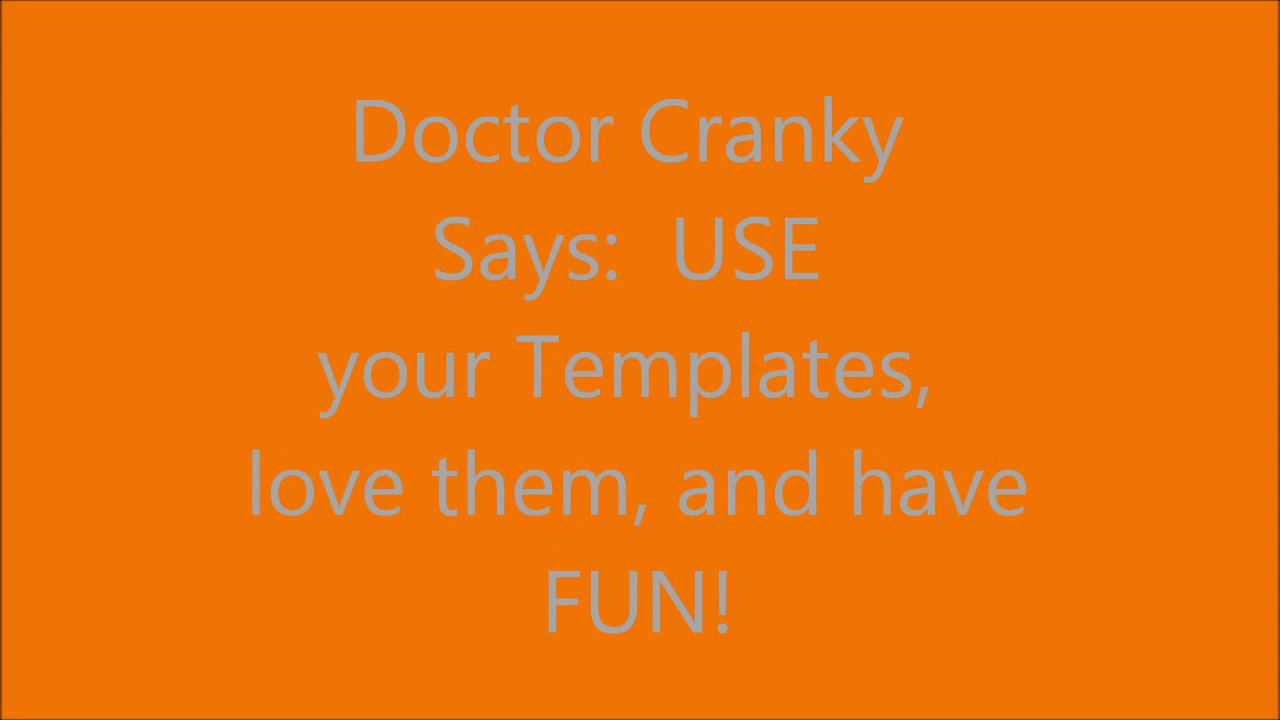 Doctor Cranky
Says:  USE
your Templates,
love them, and have
FUN!